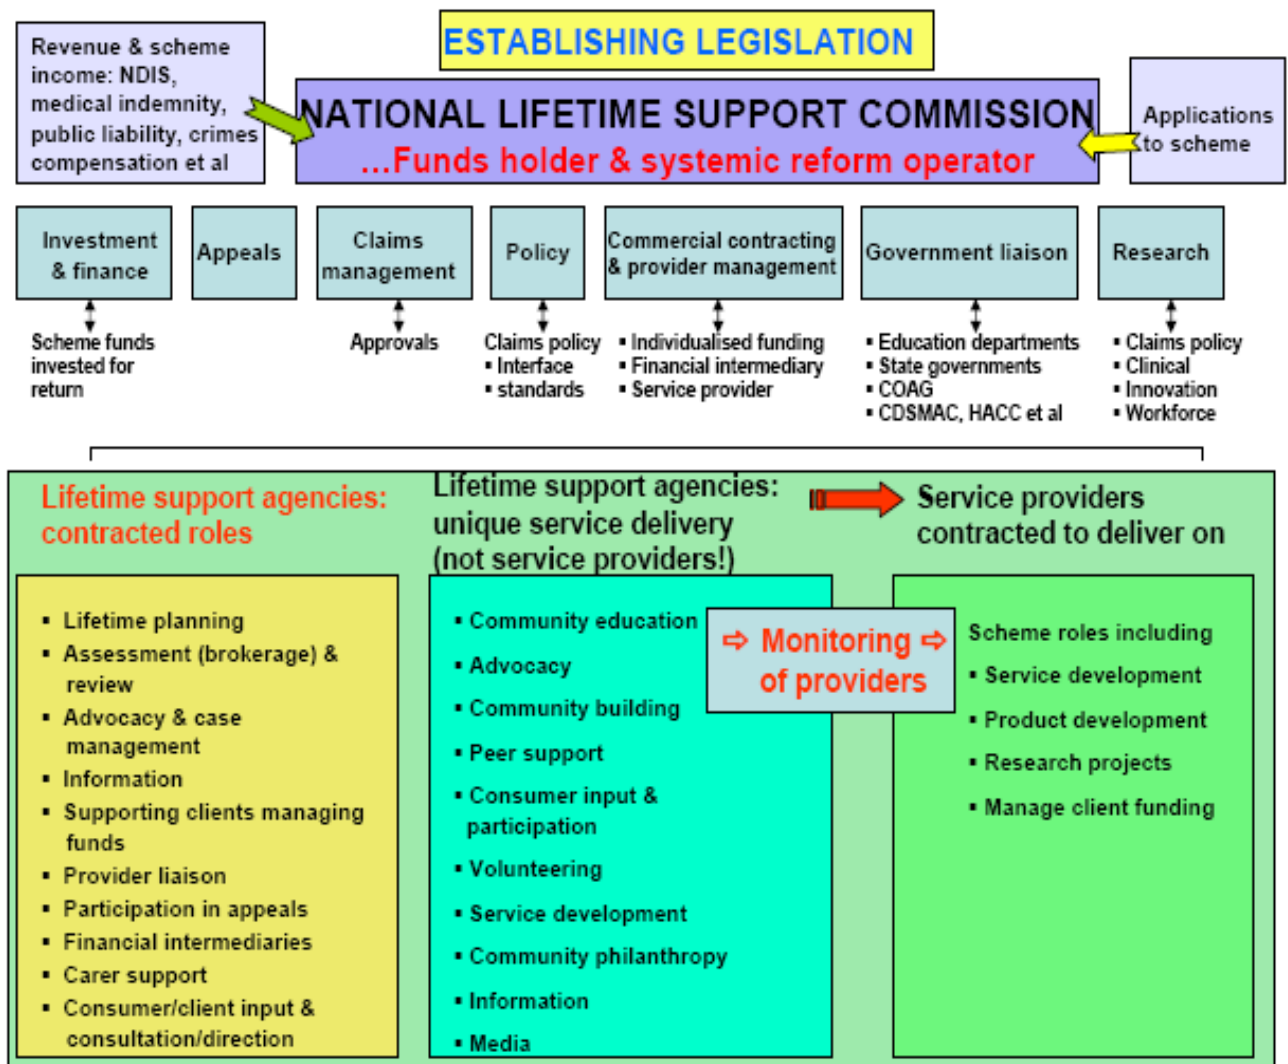 ESTABLISHING LEGISLATION
Revenue & scheme
income: NDIS,
medical indemnity,
public liability, crimes
compensation et al
NATIONAL LIFETIME SUPPORT COMMISSION
...Funds holder & systemic reform operator
Applications
to scheme
Investment
& finance
Appeals
Claims
management
Policy
Commercial contracting
& provider management
Government liaison
Research
Scheme funds
invested for
return
Approvals
Claims policy
▪ Interface
▪ standards
▪ Individualised funding
▪ Financial intermediary
▪ Service provider
▪ Education departments
▪ State governments
▪ COAG
▪ CDSMAC, HACC et al
▪ Claims policy
▪ Clinical
▪ Innovation
▪ Workforce
Lifetime support agencies:
contracted roles
▪ Lifetime planning
▪ Assessment (brokerage) &
review
▪ Advocacy & case
management
▪ Information
▪ Supporting clients managing
funds
▪ Provider liaison
▪ Participation in appeals
▪ Financial intermediaries
▪ Carer support
▪ Consumer/client input &
consultation/direction
Lifetime support agencies:
unique service delivery
(not service providers!)
▪ Community education
▪ Advocacy
▪ Community building
▪ Peer support
▪ Consumer input &
participation
▪ Volunteering
▪ Service development
▪ Community philanthropy
▪ Information
▪ Media
⇨ Monitoring ⇨
of providers
Service providers
contracted to deliver on
Scheme roles including
▪ Service development
▪ Product development
▪ Research projects
▪ Manage client funding